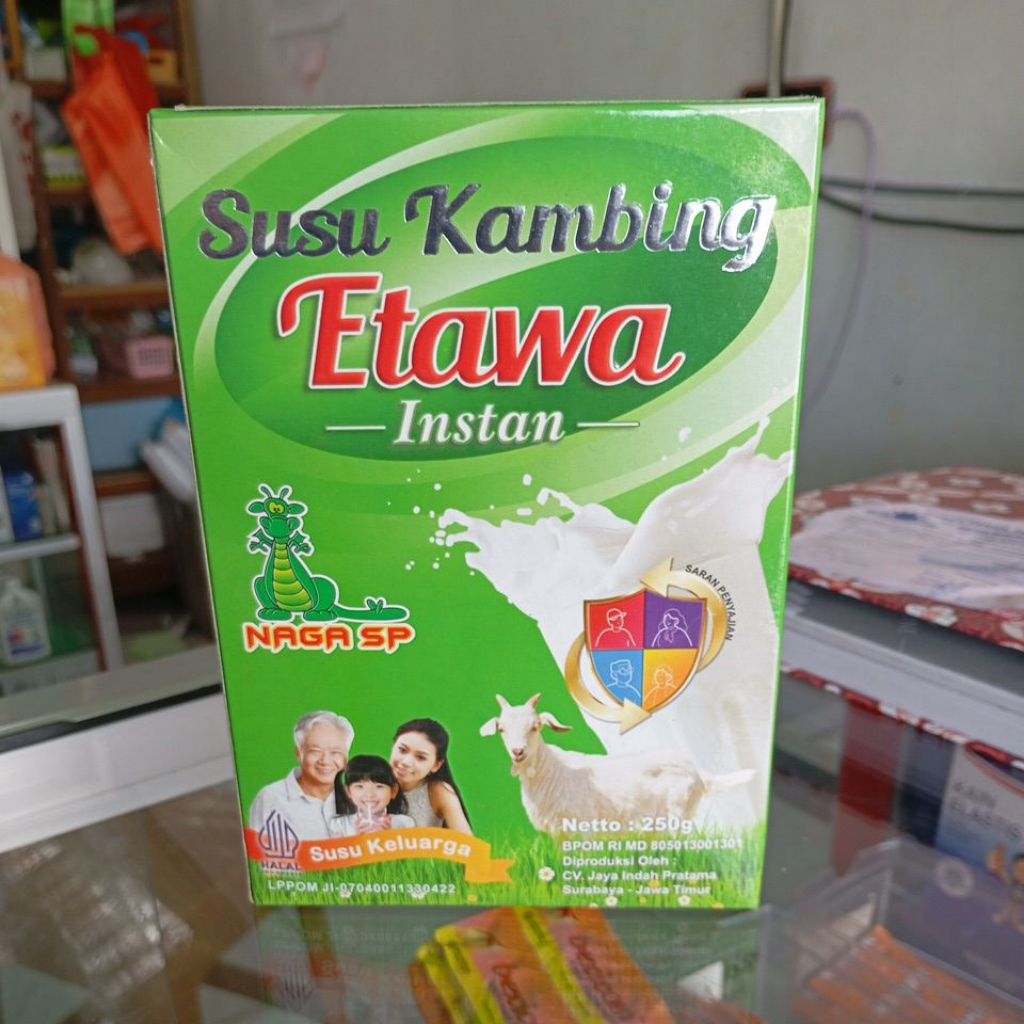 Susu Kambing
Etawa
Instan
NAGA SP
SARAN PENYAJIAN
HALAL
Susu Keluarga
LPPOM JI-07040011330422
Netto : 250g
BPOM RI MD 805013001301
Diproduksi Oleh :
CV. Jaya Indah Pratama
Surabaya - Jawa Timur